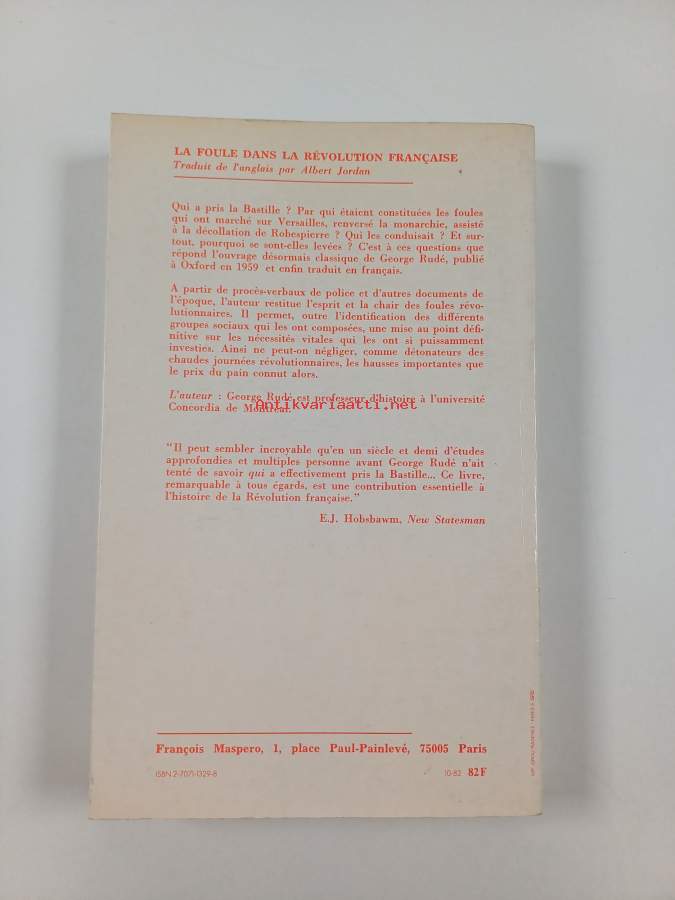 LA FOULE DANS LA RÉVOLUTION FRANÇAISE
Traduit de l'anglais par Albert Jordan
Qui a pris la Bastille ? Par qui étaient constituées les foules
qui ont marché sur Versailles, renversé la monarchie, assisté
à la décollation de Robespierre ? Qui les conduisait ? Et sur-
tout, pourquoi se sont-elles levées ? C'est à ces questions que
répond l'ouvrage désormais classique de George Rudé, publié
à Oxford en 1959 et enfin traduit en français.
A partir de procès-verbaux de police et d'autres documents de
l'époque, l'auteur restitue l'esprit et la chair des foules révo-
lutionnaires. Il permet, outre l'identification des différents
groupes sociaux qui les ont composées, une mise au point défi-
nitive sur les nécessités vitales qui les ont si puissamment
investies. Ainsi ne peut-on négliger, comme détonateurs des
chaudes journées révolutionnaires, les hausses importantes que
le prix du pain connut alors.
L'auteur : George Rudé est professeur d'histoire à l'université
Concordia de Montréal.
antikvariaatti.net
"Il peut sembler incroyable qu'en un siècle et demi d'études
approfondies et multiples personne avant George Rudé n'ait
tenté de savoir qui a effectivement pris la Bastille... Ce livre,
remarquable à tous égards, est une contribution essentielle à
l'histoire de la Révolution française."
E.J. Hobsbawm, New Statesman
François Maspero, 1, place Paul-Painlevé, 75005 Paris
ISBN 2-7071-1329-8
10-82 82 F